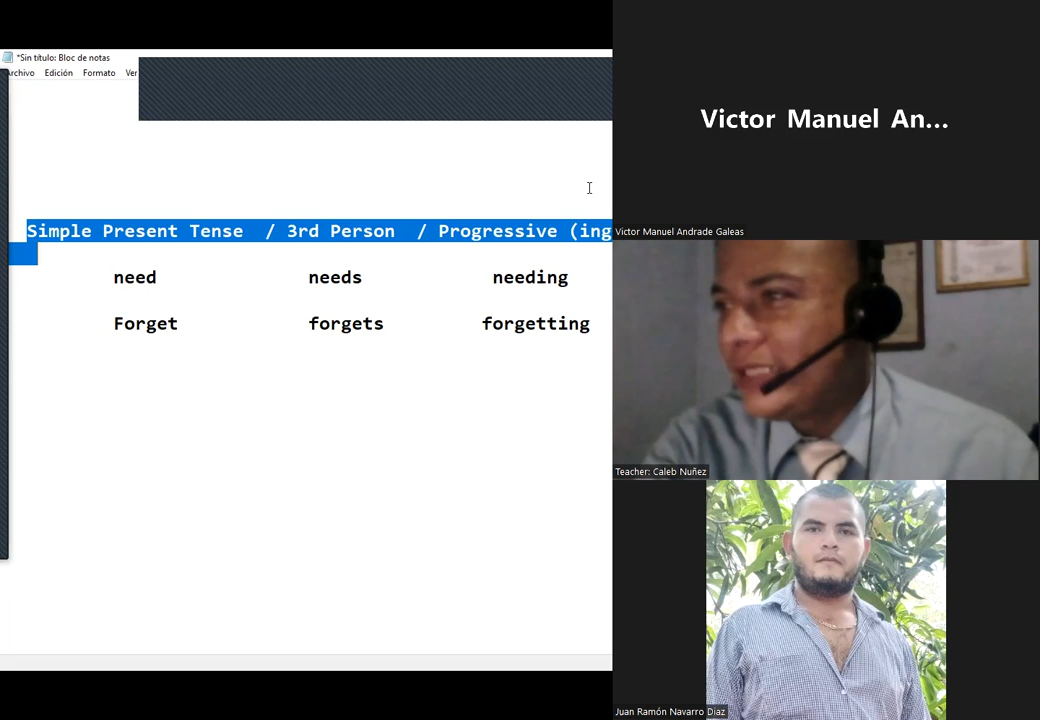 *Sin título: Bloc de notas
Archivo Edición Formato Ver
Simple Present Tense / 3rd Person / Progressive (ing
need needs needing
Forget forgets forgetting
Victor Manuel An...
Victor Manuel Andrade Galeas
Teacher: Caleb Nuñez
Juan Ramón Navarro Diaz